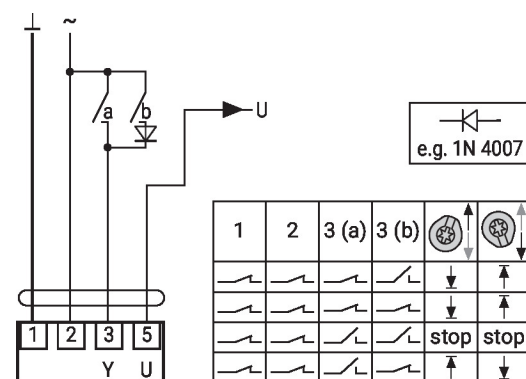 ~
a b
U
e.g. 1N 4007
1 2 3 (a) 3 (b)
stop stop
1 2 3 5
Y U